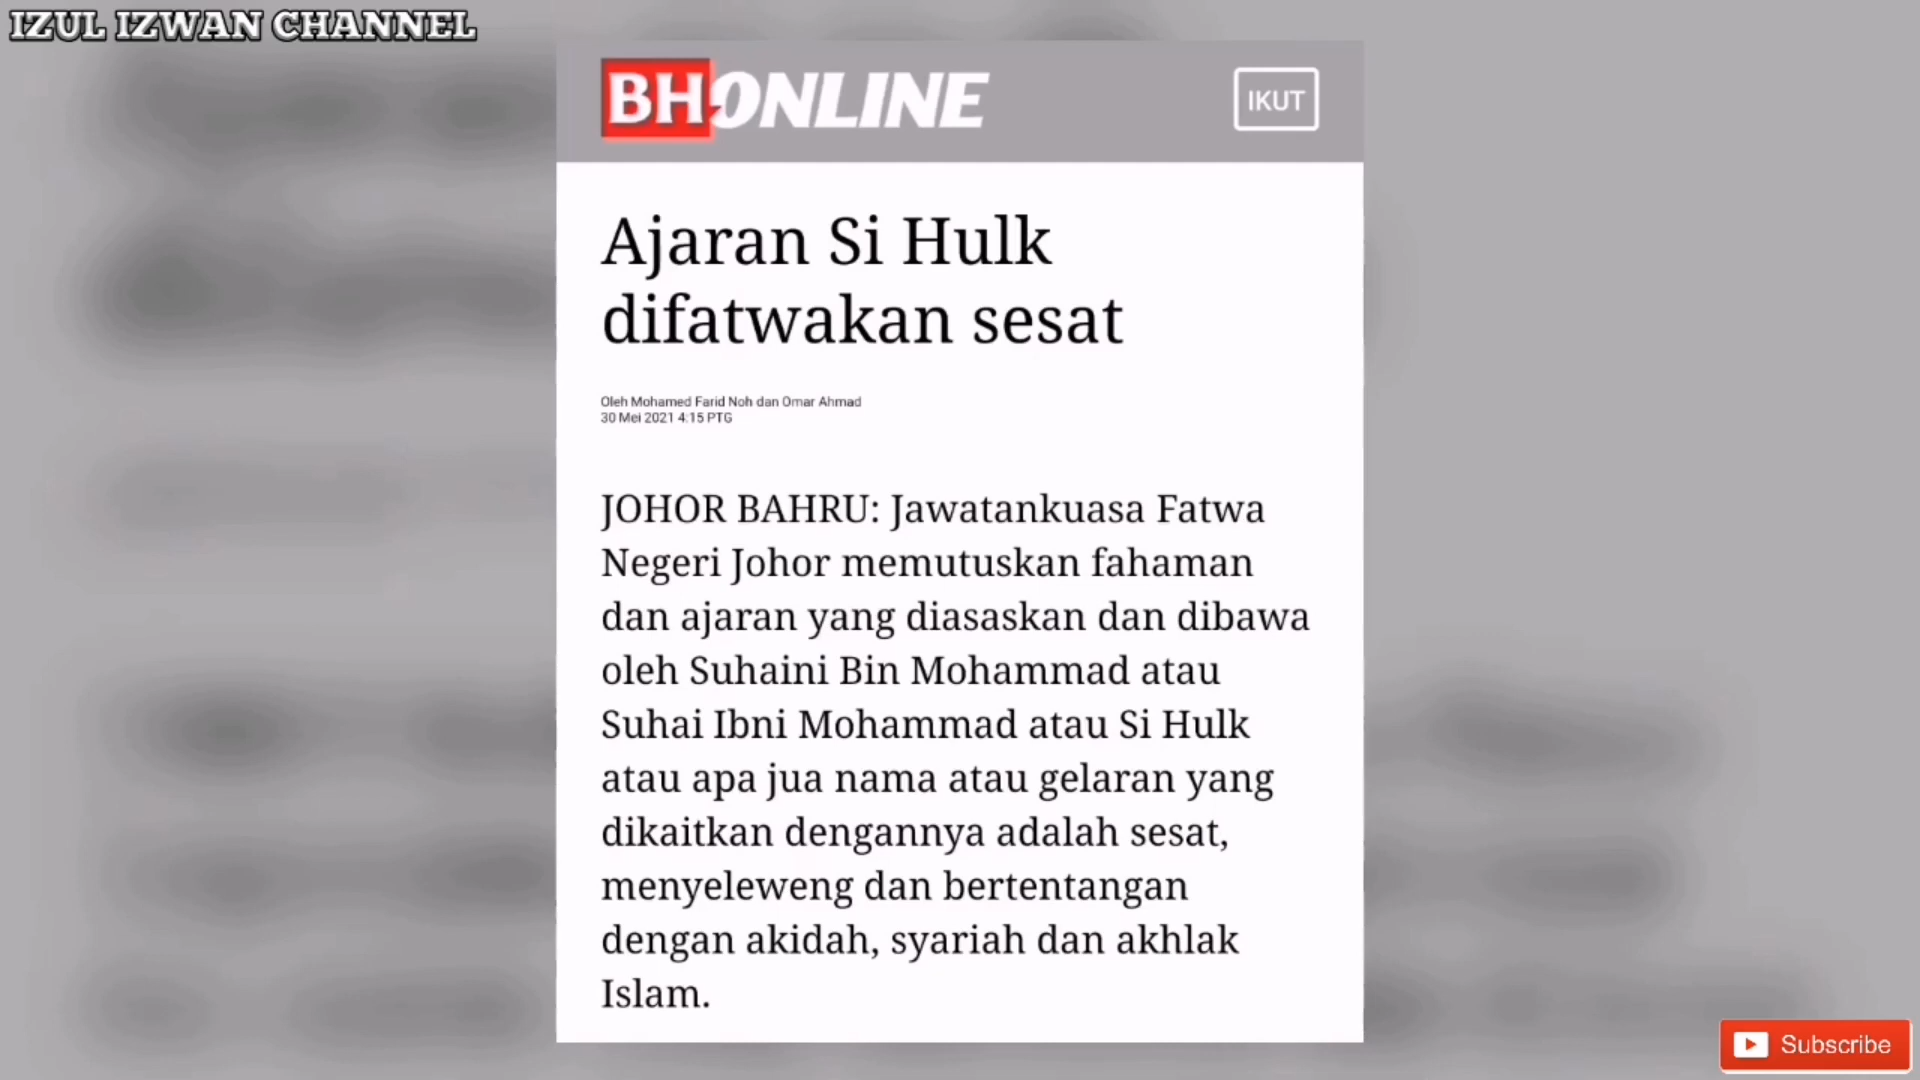 IZUL IZWAN CHANNEL
BHONLINE
IKUT
Ajaran Si Hulk
difatwakan sesat
Oleh Mohamed Farid Noh dan Omar Ahmad
30 Mei 2021 4:15 PTG
JOHOR BAHRU: Jawatankuasa Fatwa
Negeri Johor memutuskan fahaman
dan ajaran yang diasaskan dan dibawa
oleh Suhaini Bin Mohammad atau
Suhai Ibni Mohammad atau Si Hulk
atau apa jua nama atau gelaran yang
dikaitkan dengannya adalah sesat,
menyeleweng dan bertentangan
dengan akidah, syariah dan akhlak
Islam.
Subscribe